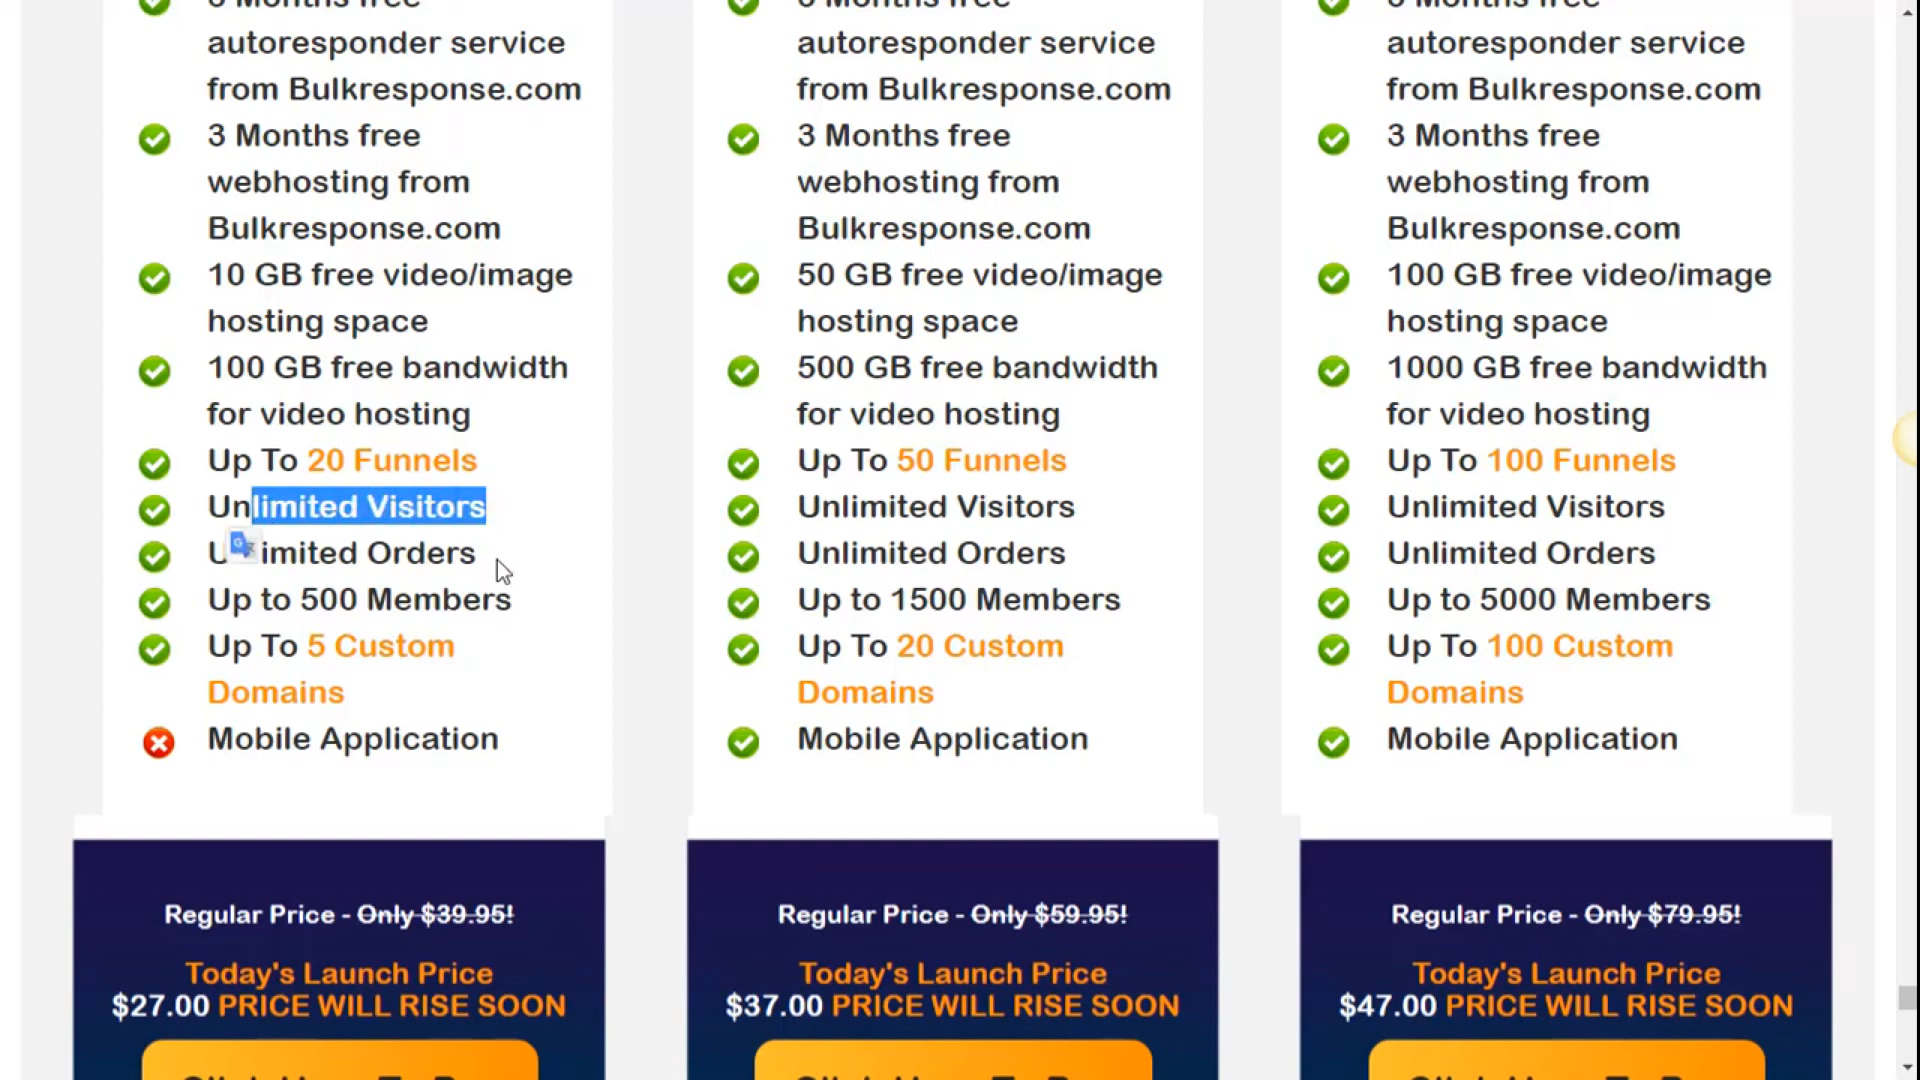 autoresponder service
from Bulkresponse.com
3 Months free
webhosting from
Bulkresponse.com
10 GB free video/image
hosting space
100 GB free bandwidth
for video hosting
Up To 20 Funnels
Unlimited Visitors
imited Orders
Up to 500 Members
Up To 5 Custom
Domains
Mobile Application
Regular Price - Only $39.95!
Today's Launch Price
$27.00 PRICE WILL RISE SOON
autoresponder service
from Bulkresponse.com
3 Months free
webhosting from
Bulkresponse.com
50 GB free video/image
hosting space
500 GB free bandwidth
for video hosting
Up To 50 Funnels
Unlimited Visitors
Unlimited Orders
Up to 1500 Members
Up To 20 Custom
Domains
Mobile Application
Regular Price - Only $59.95!
Today's Launch Price
$37.00 PRICE WILL RISE SOON
autoresponder service
from Bulkresponse.com
3 Months free
webhosting from
Bulkresponse.com
100 GB free video/image
hosting space
1000 GB free bandwidth
for video hosting
Up To 100 Funnels
Unlimited Visitors
Unlimited Orders
Up to 5000 Members
Up To 100 Custom
Domains
Mobile Application
Regular Price - Only $79.95!
Today's Launch Price
$47.00 PRICE WILL RISE SOON